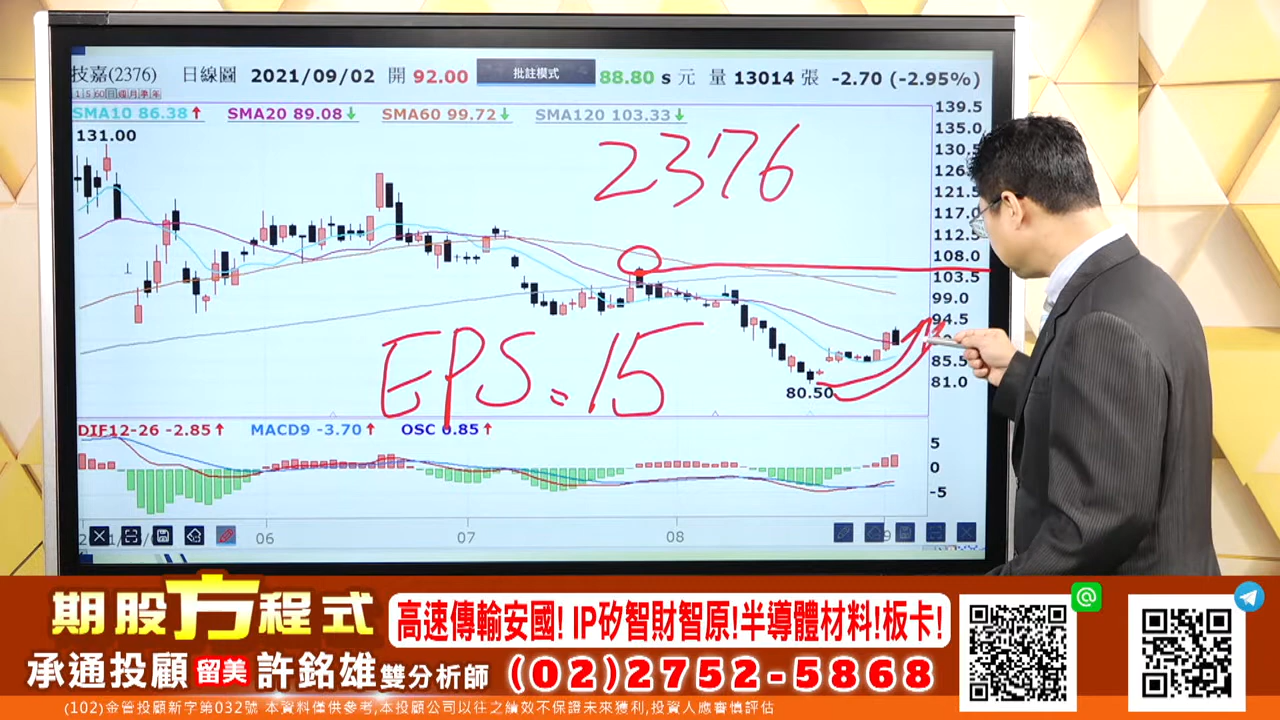 技嘉(2376) 日線圖 2021/09/02 開 92.00 批註模式 88.80 s 元 量 13014 張 -2.70 (-2.95%)
1 5 60 日 週 月 季 年
SMA10 86.38↑ SMA20 89.08↓ SMA60 99.72↓ SMA120 103.33↓
139.5
131.00
135.0
130.5
126
121.5
117.0
112.5
108.0
103.5
99.0
94.5
85.5
81.0
2376
EPS=15
80.50
DIF12-26 -2.85↑ MACD9 -3.70↑ OSC 0.85↑
5
0
-5
06 07 08
期股方程式
高速傳輸安國! IP矽智財智原!半導體材料!板卡!
承通投顧 留美 許銘雄 雙分析師 (02)2752-5868
(102)金管投顧新字第032號 本資料僅供參考,本投顧公司以往之績效不保證未來獲利,投資人應審慎評估